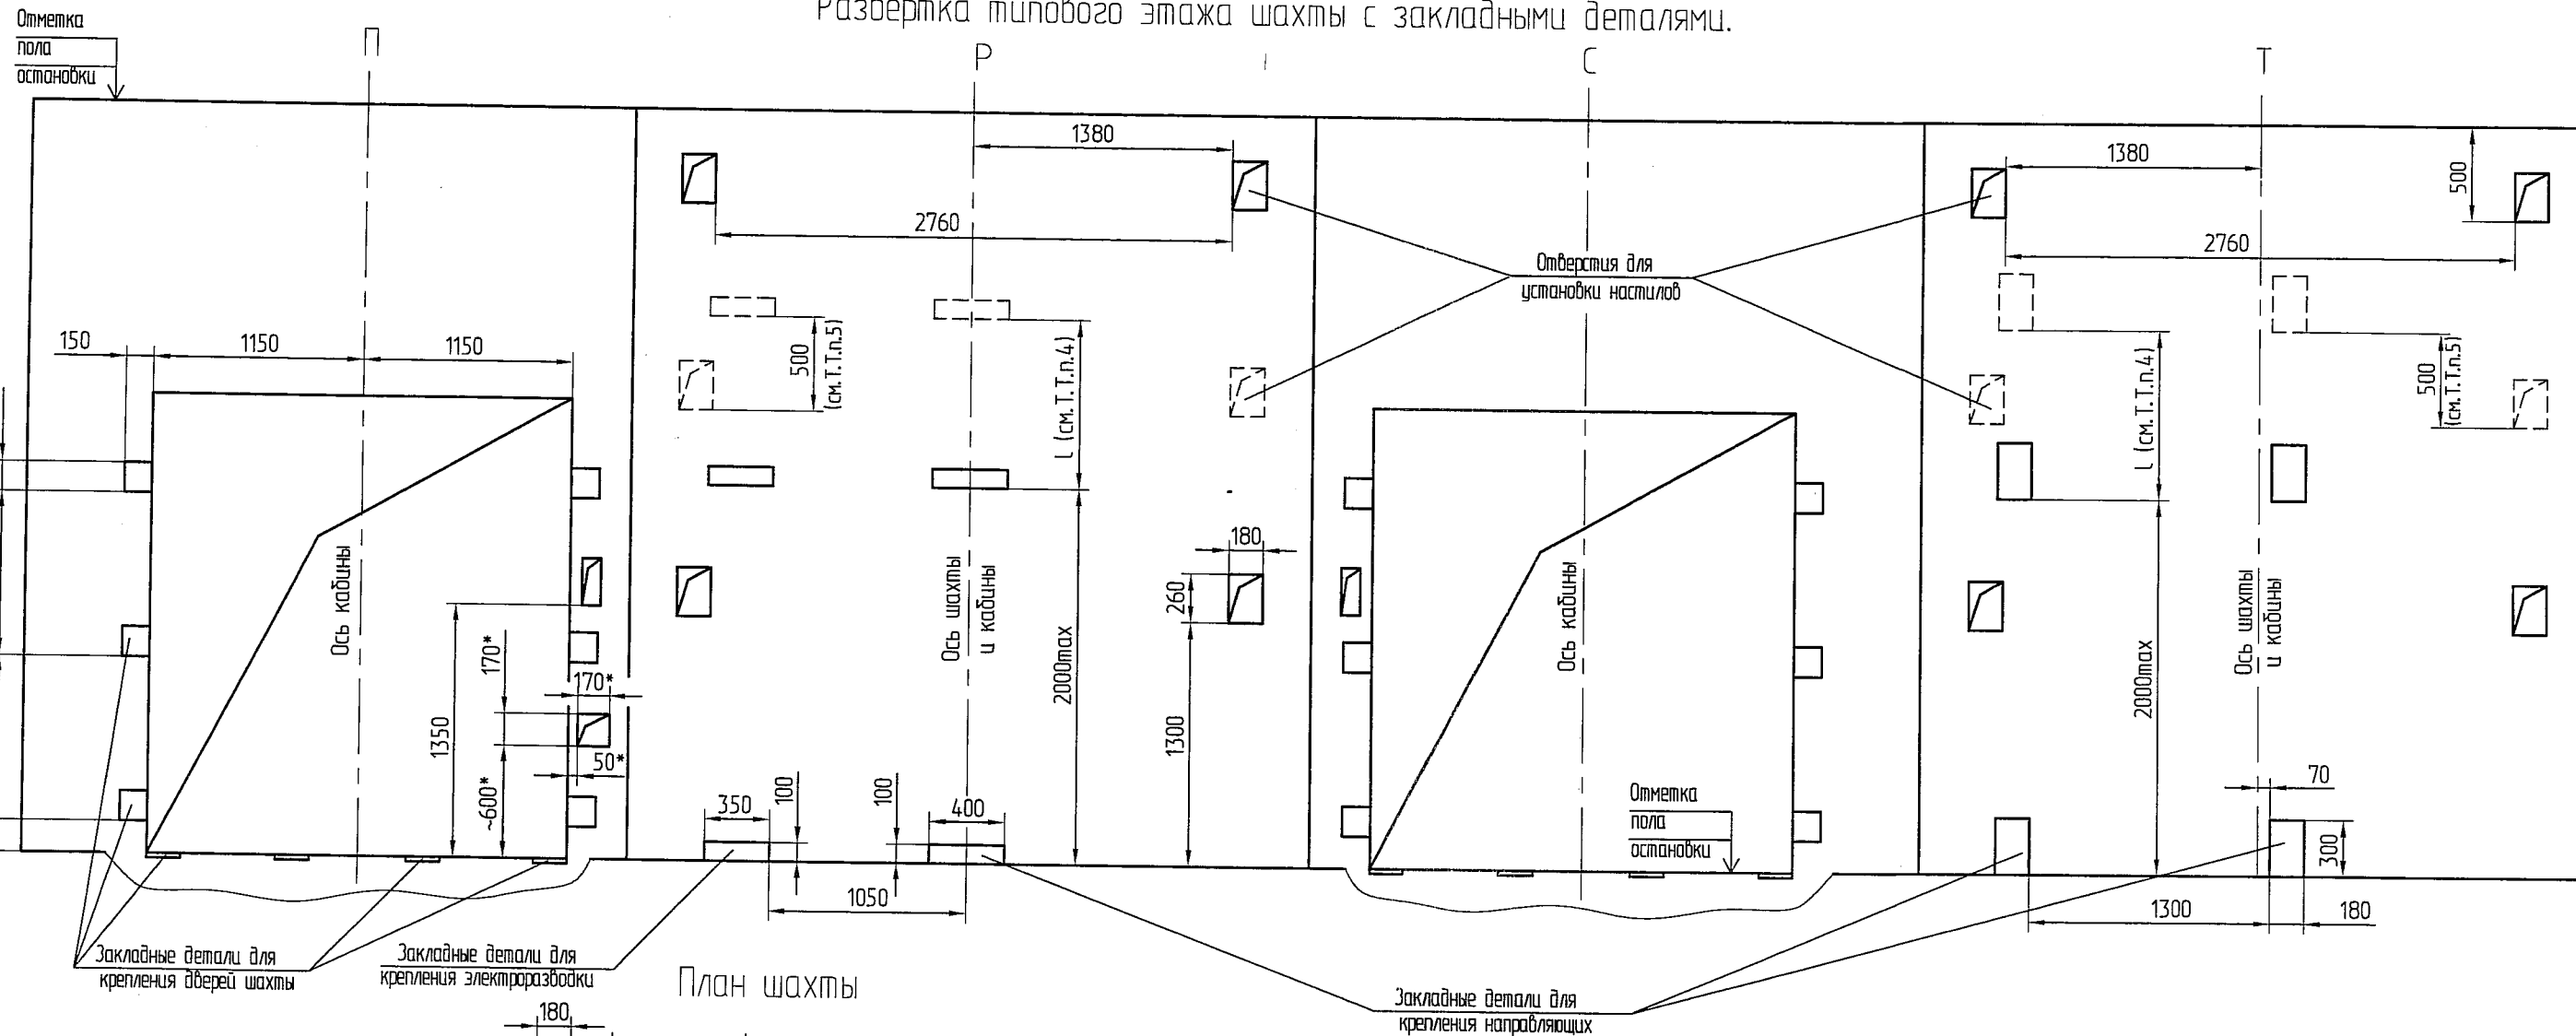 Развертка типового этажа шахты с закладными деталями.
Отметка
пола
остановки
П
Р
С
Т
1380
1380
500
2760
2760
Отверстия для
установки настилов
150
1150
1150
500
(см.Т.Т.п.5)
L (см.Т.Т.п.4)
L (см.Т.Т.п.4)
500
(см.Т.Т.п.5)
Ось кабины
1350
170*
170*
50*
~600*
Ось шахты
и кабины
2000max
180
260
1300
Ось кабины
Отметка
пола
остановки
Ось шахты
и кабины
2000max
70
300
350
100
100
400
1050
1300
180
Закладные детали для
крепления дверей шахты
Закладные детали для
крепления электроразводки
План шахты
180
Закладные детали для
крепления направляющих